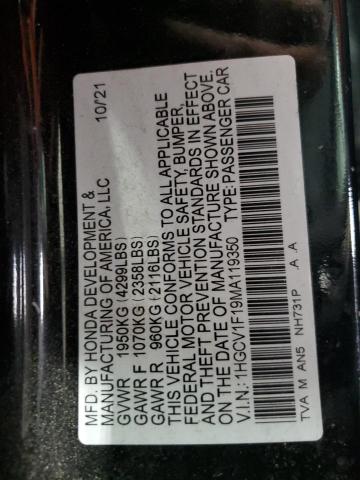 MFD. BY HONDA DEVELOPMENT & 10/21
MANUFACTURING OF AMERICA, LLC
GVWR 1950KG (4299LBS)
GAWR F 1070KG (2358LBS)
GAWR R 960KG (2116LBS)
THIS VEHICLE CONFORMS TO ALL APPLICABLE
FEDERAL MOTOR VEHICLE SAFETY, BUMPER,
AND THEFT PREVENTION STANDARDS IN EFFECT
ON THE DATE OF MANUFACTURE SHOWN ABOVE.
V.I.N.:1HGCV1F19MA119350 TYPE:PASSENGER CAR
TVA M AN5 NH731P .A .A